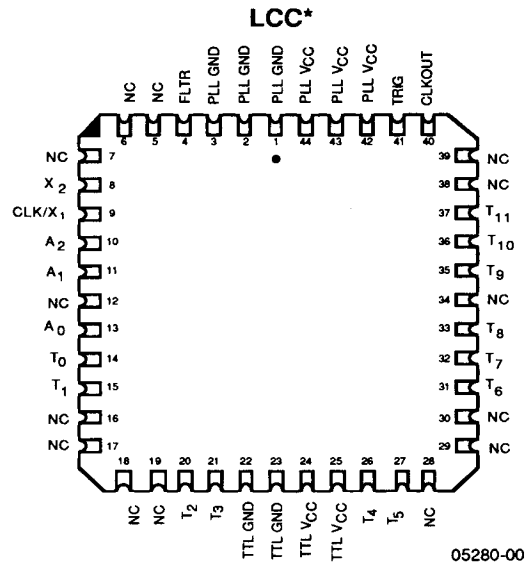 LCC*
NC NC FLTR PLL GND PLL GND PLL GND PLL VCC PLL VCC PLL VCC TRIG CLKOUT
6 5 4 3 2 1 44 43 42 41 40
NC 7 39 NC
X2 8 38 NC
CLK/X1 9 37 T11
A2 10 36 T10
A1 11 35 T9
NC 12 34 NC
A0 13 33 T8
T0 14 32 T7
T1 15 31 T6
NC 16 30 NC
NC 17 29 NC
18 19 20 21 22 23 24 25 26 27 28
NC NC T2 T3 TTL GND TTL GND TTL VCC TTL VCC T4 T5 NC
05280-00